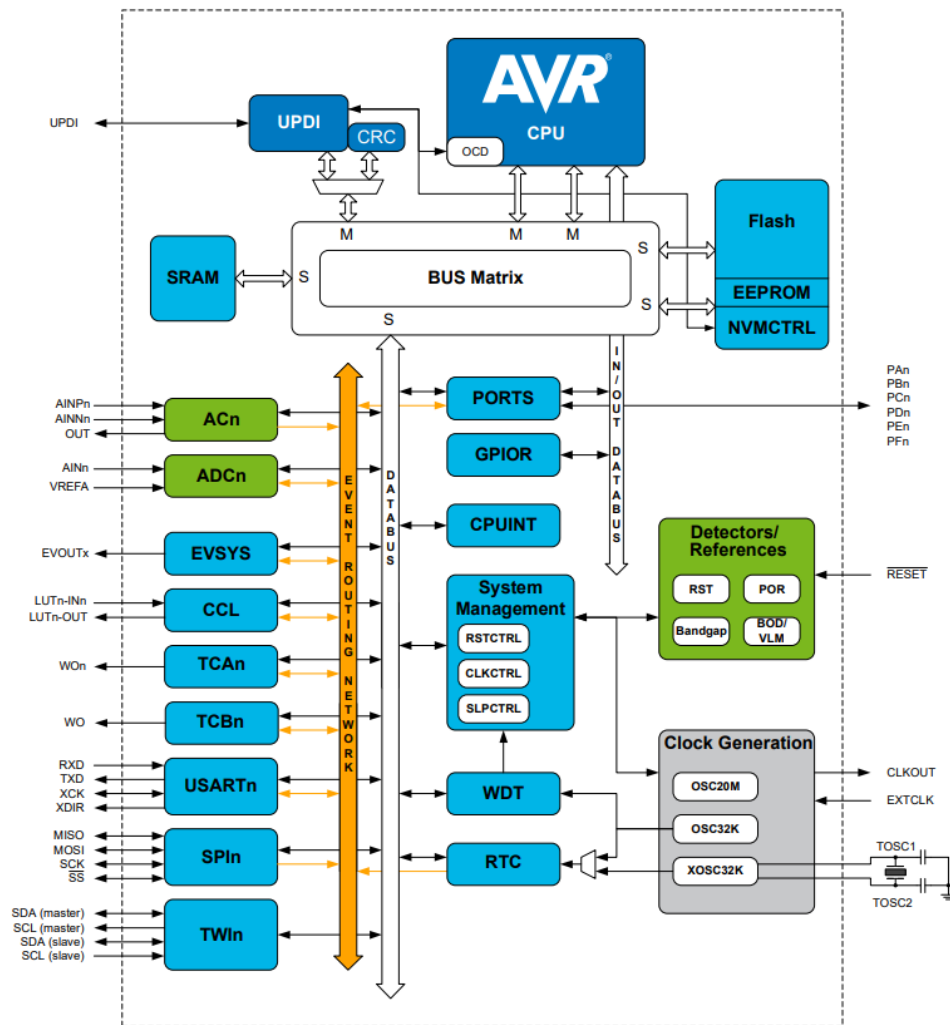 AVR®
CPU
OCD
UPDI
UPDI
CRC
M
M
M
Flash
EEPROM
NVMCTRL
SRAM
S
BUS Matrix
S
S
S
IN/OUT DATABUS
DATABUS
EVENT ROUTING NETWORK
PORTS
PAn
PBn
PCn
PDn
PEn
PFn
GPIOR
CPUINT
AINPn
AINNn
OUT
ACn
AINn
VREFA
ADCn
EVOUTx
EVSYS
LUTn-INn
LUTn-OUT
CCL
WOn
TCAn
WO
TCBn
RXD
TXD
XCK
XDIR
USARTn
MISO
MOSI
SCK
SS
SPIn
SDA (master)
SCL (master)
SDA (slave)
SCL (slave)
TWIn
System
Management
RSTCTRL
CLKCTRL
SLPCTRL
WDT
RTC
Detectors/
References
RST
POR
Bandgap
BOD/
VLM
RESET
Clock Generation
OSC20M
OSC32K
XOSC32K
CLKOUT
EXTCLK
TOSC1
TOSC2